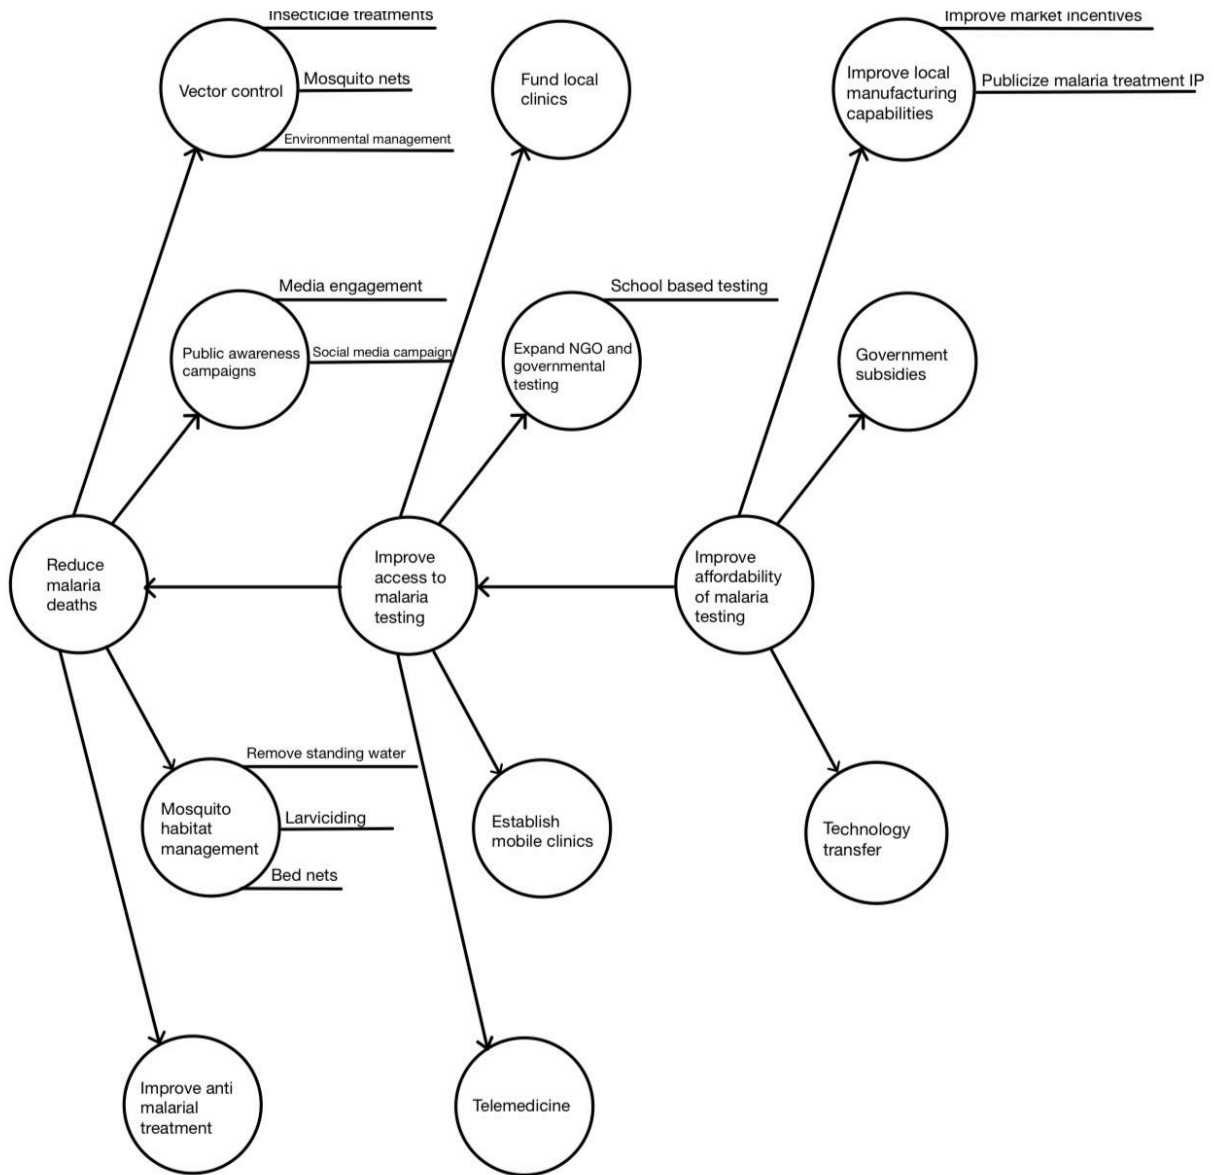 Insecticide treatments
Improve market incentives
Vector control
Mosquito nets
Environmental management
Fund local
clinics
Improve local
manufacturing
capabilities
Publicize malaria treatment IP
Media engagement
Public awareness
campaigns
Social media campaign
School based testing
Expand NGO and
governmental
testing
Government
subsidies
Reduce
malaria
deaths
Improve
access to
malaria
testing
Improve
affordability
of malaria
testing
Remove standing water
Mosquito
habitat
management
Larviciding
Bed nets
Establish
mobile clinics
Technology
transfer
Improve anti
malarial
treatment
Telemedicine